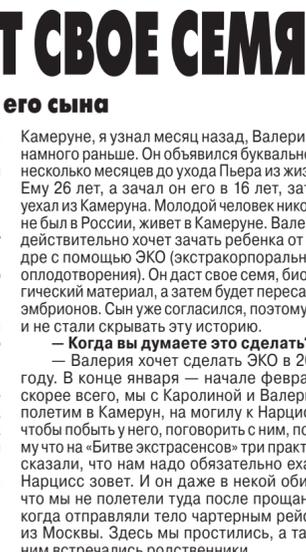 Т СВОЕ СЕМЯ
его сына
Камеруне, я узнал месяц назад, Валери
намного раньше. Он объявился буквальн
несколько месяцев до ухода Пьера из жиз
Ему 26 лет, а зачал он его в 16 лет, за
уехал из Камеруна. Молодой человек нико
не был в России, живет в Камеруне. Вале
действительно хочет зачать ребенка от
дре с помощью ЭКО (экстракорпоральн
оплодотворения). Он даст свое семя, био
гический материал, а затем будет переса
эмбрионов. Сын уже согласился, поэтому
и не стали скрывать эту историю.
— Когда вы думаете это сделать?
— Валерия хочет сделать ЭКО в 20
году. В конце января — начале февра
скорее всего, мы с Каролиной и Валер
полетим в Камерун, на могилу к Нарцис
чтобы побыть у него, поговорить с ним, по
му что на «Битве экстрасенсов» три практ
сказали, что нам надо обязательно еха
Нарцисс зовет. И он даже в некой оби
что мы не полетели туда после прощан
когда отправляли тело чартерным рейс
из Москвы. Здесь мы простились, а та
ним встречались родственники